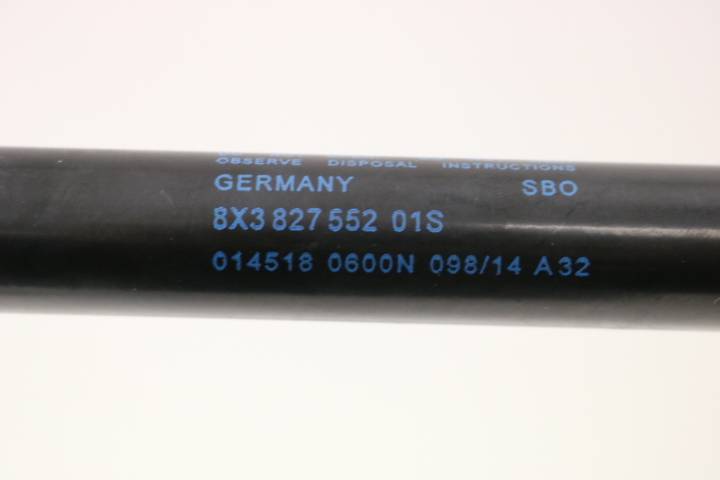 OBSERVE DISPOSAL INSTRUCTIONS
GERMANY SBO
8X3 827 552 01S
014518 0600N 098/14 A32